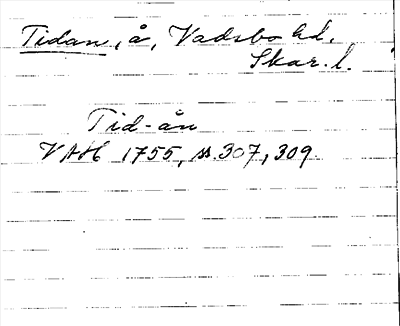 Tidan, å, Vadsbo hd,
Skar. l.
Tid-ån
VAH 1755, ss. 307, 309.